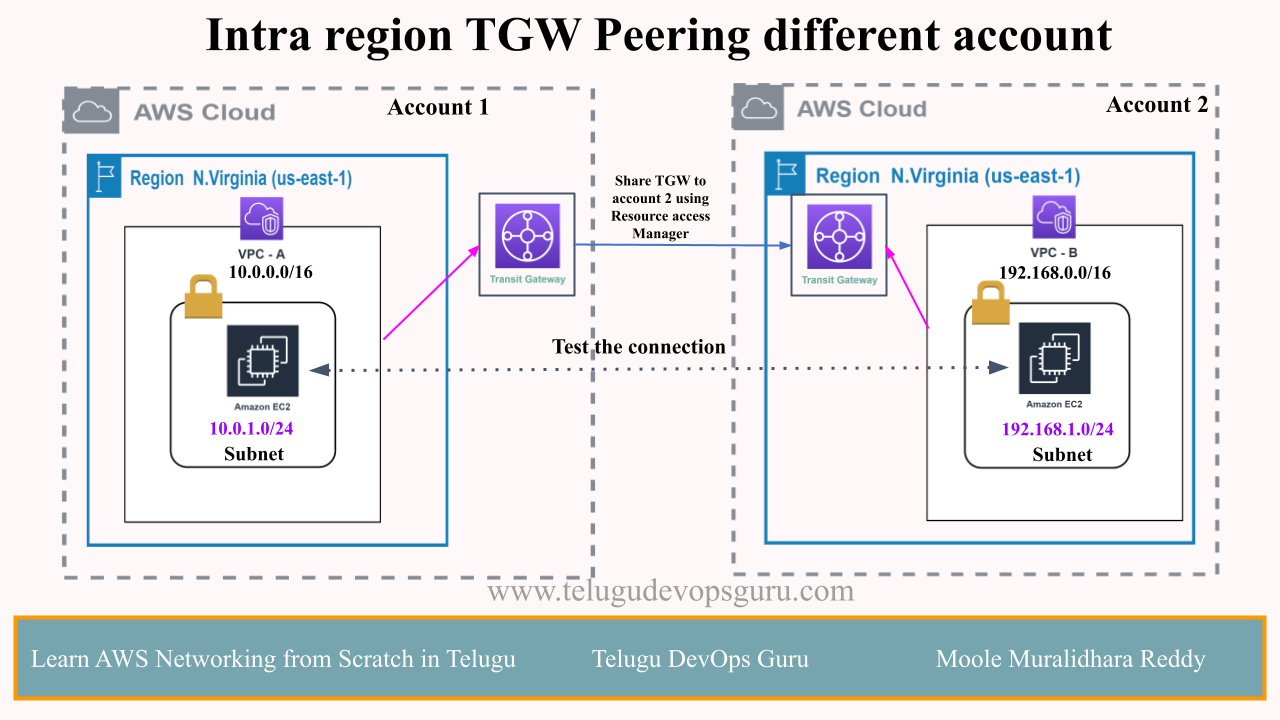 Intra region TGW Peering different account
AWS Cloud
Account 1
Region N.Virginia (us-east-1)
VPC - A
10.0.0.0/16
Amazon EC2
10.0.1.0/24
Subnet
Transit Gateway
Share TGW to
account 2 using
Resource access
Manager
Test the connection
AWS Cloud
Account 2
Region N.Virginia (us-east-1)
Transit Gateway
VPC - B
192.168.0.0/16
Amazon EC2
192.168.1.0/24
Subnet
www.telugudevopsguru.com
Learn AWS Networking from Scratch in Telugu
Telugu DevOps Guru
Moole Muralidhara Reddy